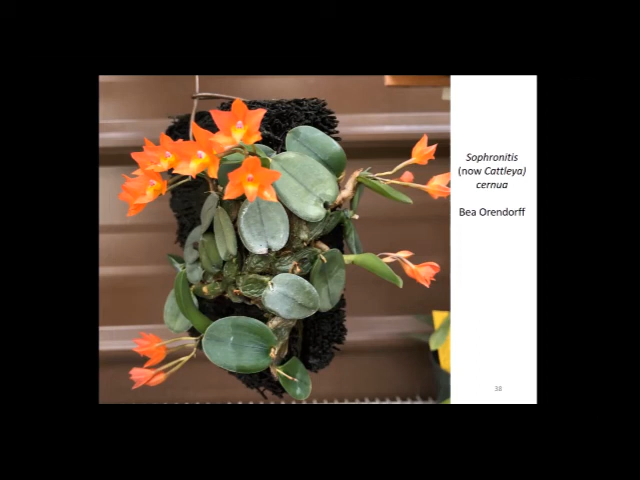 Sophronitis
(now Cattleya)
cernua
Bea Orendorff
38